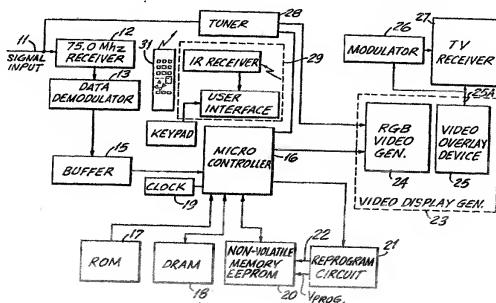 11
SIGNAL
INPUT
12
75.0 Mhz
RECEIVER
13
DATA
DEMODULATOR
15
BUFFER
CLOCK
19
31
KEYPAD
TUNER
28
IR RECEIVER
29
USER
INTERFACE
MICRO
CONTROLLER
16
26
MODULATOR
27
TV
RECEIVER
25A
RGB
VIDEO
GEN.
24
VIDEO
OVERLAY
DEVICE
25
VIDEO DISPLAY GEN.
23
ROM
17
DRAM
18
NON-VOLATILE
MEMORY
EEPROM
20
22
REPROGRAM
CIRCUIT
21
VPROG.